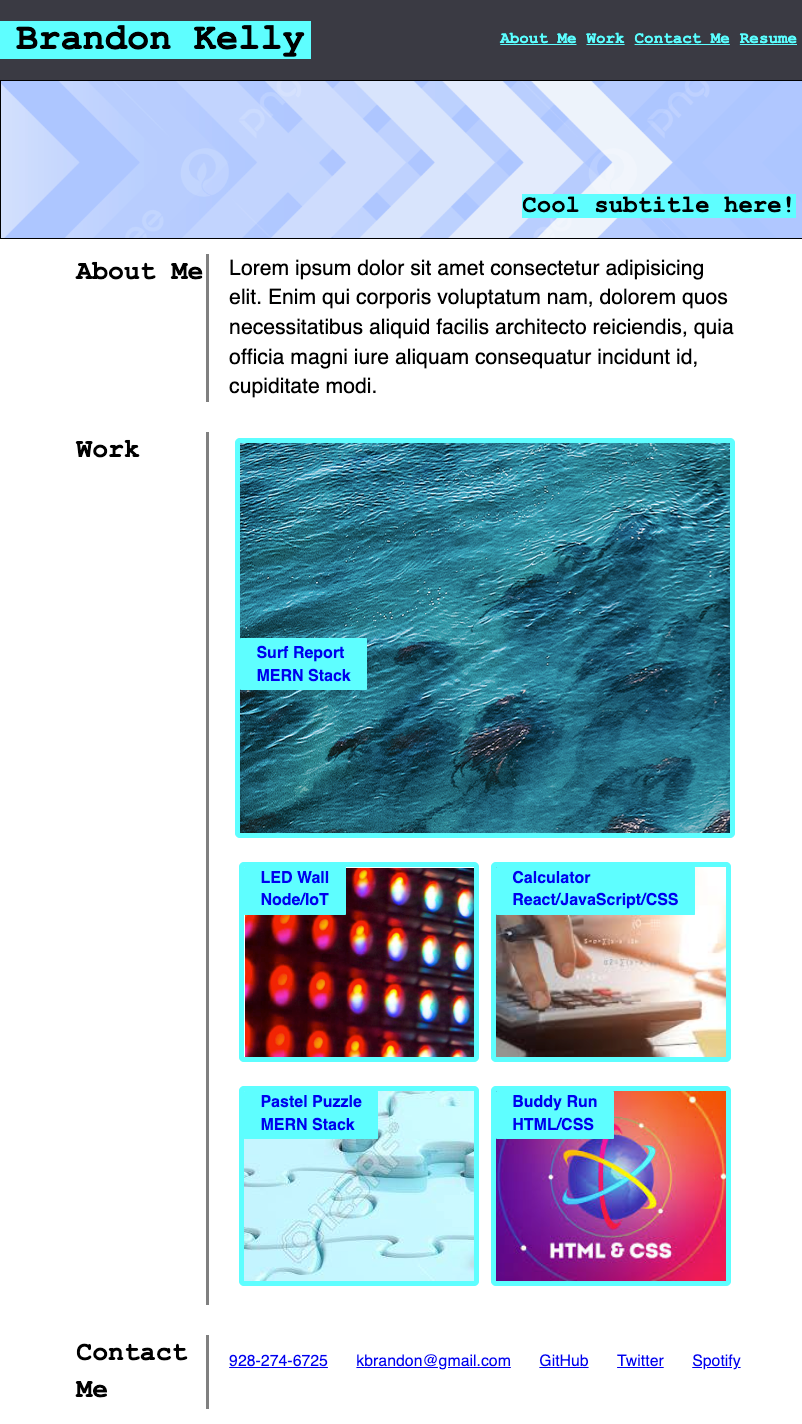 Brandon Kelly
About Me Work Contact Me Resume
Cool subtitle here!
About Me
Lorem ipsum dolor sit amet consectetur adipisicing
elit. Enim qui corporis voluptatum nam, dolorem quos
necessitatibus aliquid facilis architecto reiciendis, quia
officia magni iure aliquam consequatur incidunt id,
cupiditate modi.
Work
Surf Report
MERN Stack
LED Wall
Node/IoT
Calculator
React/JavaScript/CSS
Pastel Puzzle
MERN Stack
123RF®
Buddy Run
HTML/CSS
HTML & CSS
Contact
Me
928-274-6725 kbrandon@gmail.com GitHub Twitter Spotify